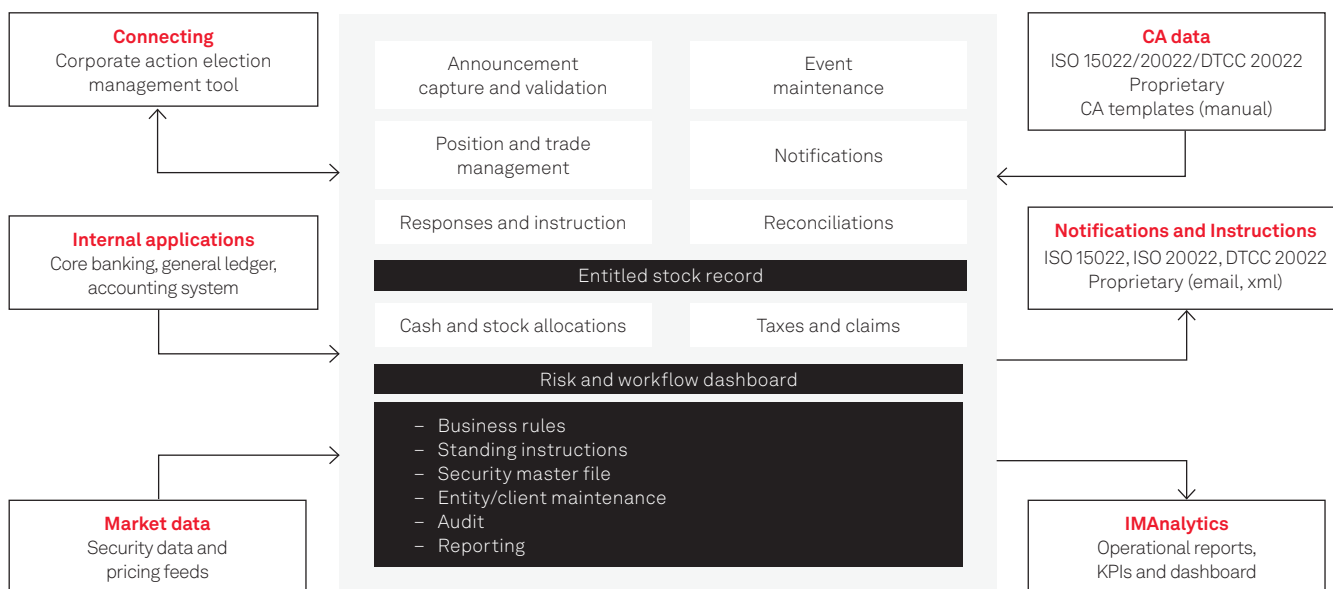 Connecting
Corporate action election
management tool
Internal applications
Core banking, general ledger,
accounting system
Market data
Security data and
pricing feeds
Announcement
capture and validation
Event
maintenance
Position and trade
management
Notifications
Responses and instruction
Reconciliations
Entitled stock record
Cash and stock allocations
Taxes and claims
Risk and workflow dashboard
– Business rules
– Standing instructions
– Security master file
– Entity/client maintenance
– Audit
– Reporting
CA data
ISO 15022/20022/DTCC 20022
Proprietary
CA templates (manual)
Notifications and Instructions
ISO 15022, ISO 20022, DTCC 20022
Proprietary (email, xml)
IMAnalytics
Operational reports,
KPIs and dashboard